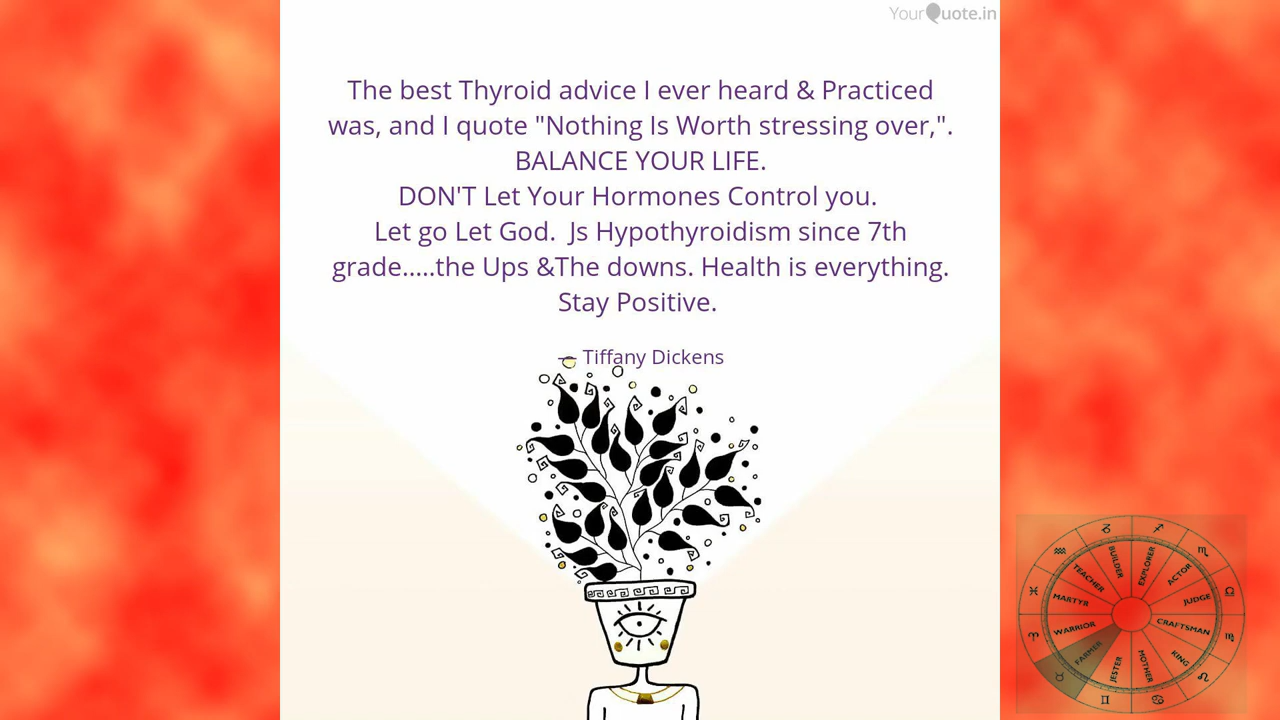 YourQuote.in
The best Thyroid advice I ever heard & Practiced
was, and I quote "Nothing Is Worth stressing over,".
BALANCE YOUR LIFE.
DON'T Let Your Hormones Control you.
Let go Let God.  Js Hypothyroidism since 7th
grade.....the Ups &The downs. Health is everything.
Stay Positive.
— Tiffany Dickens
BUILDER
EXPLORER
ACTOR
JUDGE
CRAFTSMAN
KING
MOTHER
JESTER
FARMER
WARRIOR
MARTYR
TEACHER